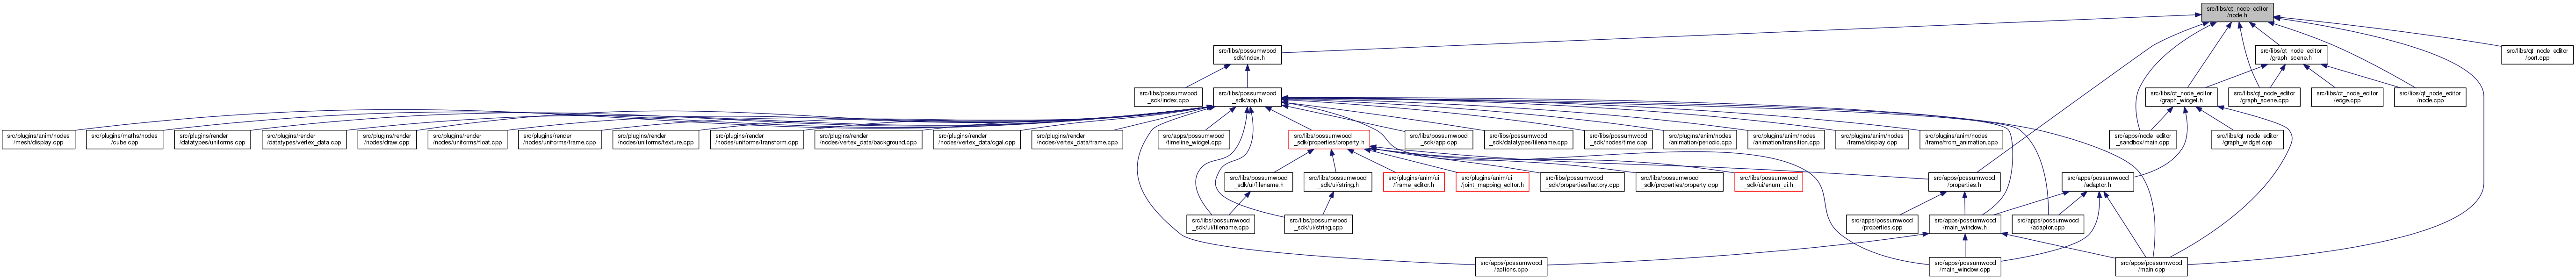 src/libs/qt_node_editor
/node.h
src/libs/possumwood
_sdk/index.h
src/libs/qt_node_editor
/graph_scene.h
src/libs/qt_node_editor
/port.cpp
src/libs/possumwood
_sdk/index.cpp
src/libs/possumwood
_sdk/app.h
src/libs/qt_node_editor
/graph_widget.h
src/libs/qt_node_editor
/graph_scene.cpp
src/libs/qt_node_editor
/edge.cpp
src/libs/qt_node_editor
/node.cpp
src/plugins/anim/nodes
/mesh/display.cpp
src/plugins/maths/nodes
/cube.cpp
src/plugins/render
/datatypes/uniforms.cpp
src/plugins/render
/datatypes/vertex_data.cpp
src/plugins/render
/nodes/draw.cpp
src/plugins/render
/nodes/uniforms/float.cpp
src/plugins/render
/nodes/uniforms/frame.cpp
src/plugins/render
/nodes/uniforms/texture.cpp
src/plugins/render
/nodes/uniforms/transform.cpp
src/plugins/render
/nodes/vertex_data/background.cpp
src/plugins/render
/nodes/vertex_data/cgal.cpp
src/plugins/render
/nodes/vertex_data/frame.cpp
src/apps/possumwood
/timeline_widget.cpp
src/libs/possumwood
_sdk/properties/property.h
src/libs/possumwood
_sdk/app.cpp
src/libs/possumwood
_sdk/datatypes/filename.cpp
src/libs/possumwood
_sdk/nodes/time.cpp
src/plugins/anim/nodes
/animation/periodic.cpp
src/plugins/anim/nodes
/animation/transition.cpp
src/plugins/anim/nodes
/frame/display.cpp
src/plugins/anim/nodes
/frame/from_animation.cpp
src/apps/node_editor
_sandbox/main.cpp
src/libs/qt_node_editor
/graph_widget.cpp
src/libs/possumwood
_sdk/ui/filename.h
src/libs/possumwood
_sdk/ui/string.h
src/plugins/anim/ui
/frame_editor.h
src/plugins/anim/ui
/joint_mapping_editor.h
src/libs/possumwood
_sdk/properties/factory.cpp
src/libs/possumwood
_sdk/properties/property.cpp
src/libs/possumwood
_sdk/ui/enum_ui.h
src/apps/possumwood
/properties.h
src/apps/possumwood
/adaptor.h
src/libs/possumwood
_sdk/ui/filename.cpp
src/libs/possumwood
_sdk/ui/string.cpp
src/apps/possumwood
/properties.cpp
src/apps/possumwood
/main_window.h
src/apps/possumwood
/adaptor.cpp
src/apps/possumwood
/actions.cpp
src/apps/possumwood
/main_window.cpp
src/apps/possumwood
/main.cpp